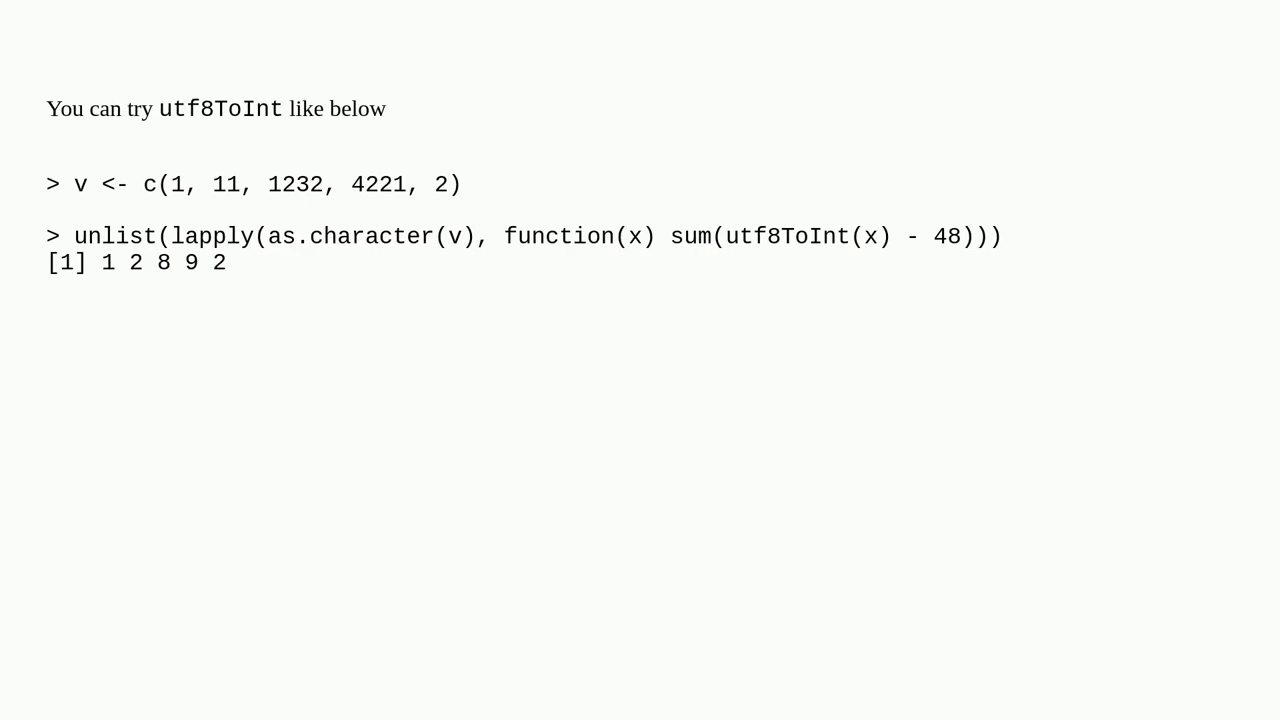 You can try utf8ToInt like below
> v <- c(1, 11, 1232, 4221, 2)
> unlist(lapply(as.character(v), function(x) sum(utf8ToInt(x) - 48)))
[1] 1 2 8 9 2